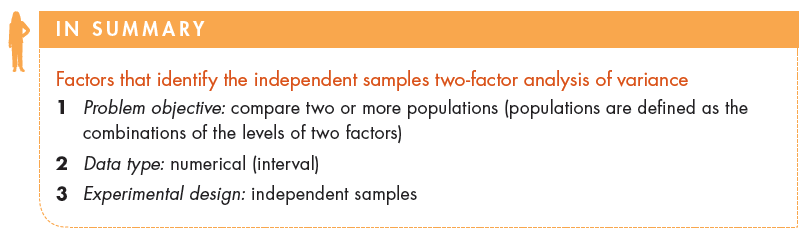 IN SUMMARY
Factors that identify the independent samples two-factor analysis of variance
1 Problem objective: compare two or more populations (populations are defined as the
combinations of the levels of two factors)
2 Data type: numerical (interval)
3 Experimental design: independent samples